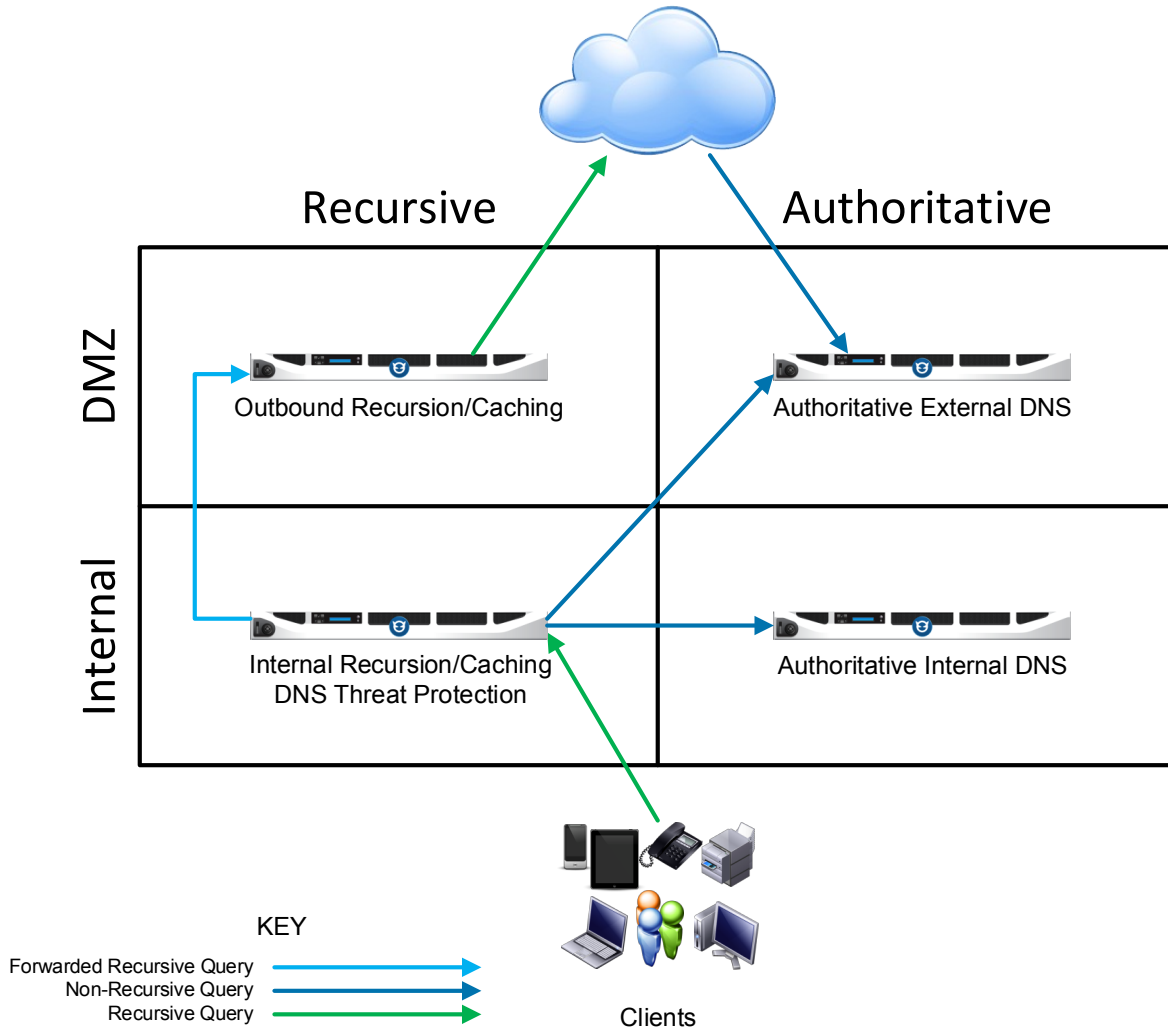 Recursive
Authoritative
DMZ
Outbound Recursion/Caching
Authoritative External DNS
Internal
Internal Recursion/Caching
DNS Threat Protection
Authoritative Internal DNS
KEY
Forwarded Recursive Query
Non-Recursive Query
Recursive Query
Clients